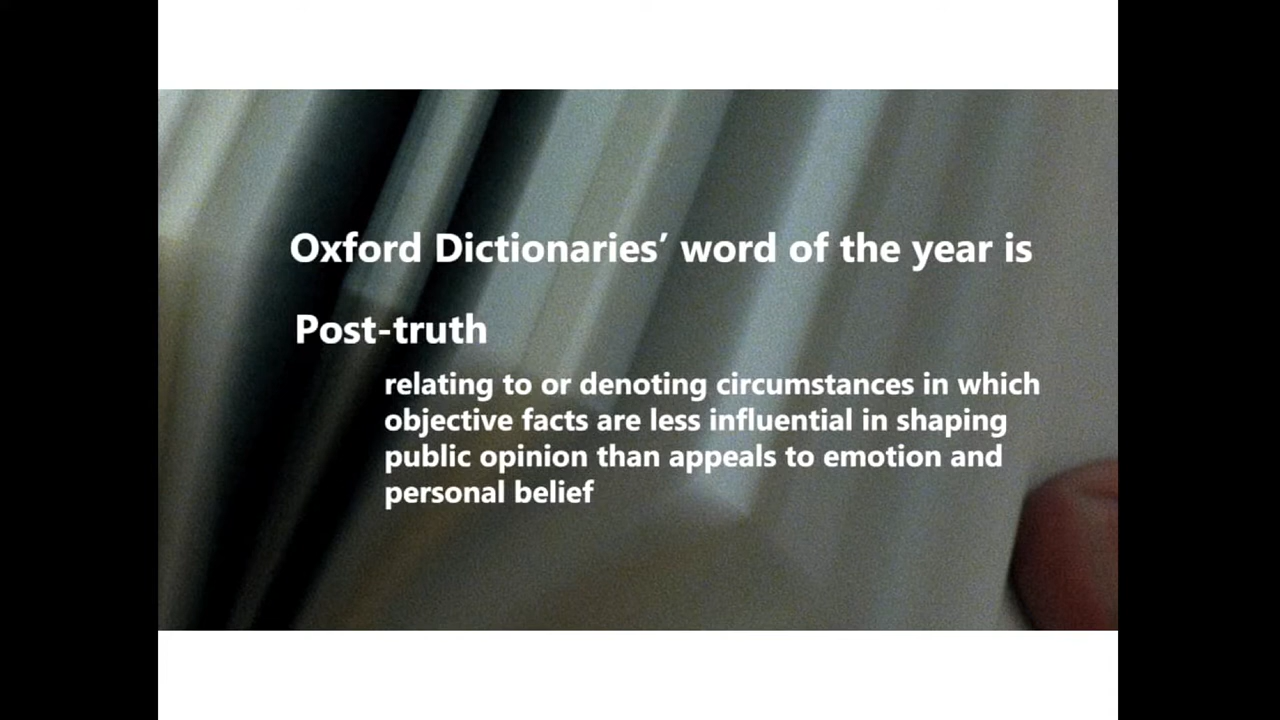 Oxford Dictionaries’ word of the year is
Post-truth
relating to or denoting circumstances in which
objective facts are less influential in shaping
public opinion than appeals to emotion and
personal belief